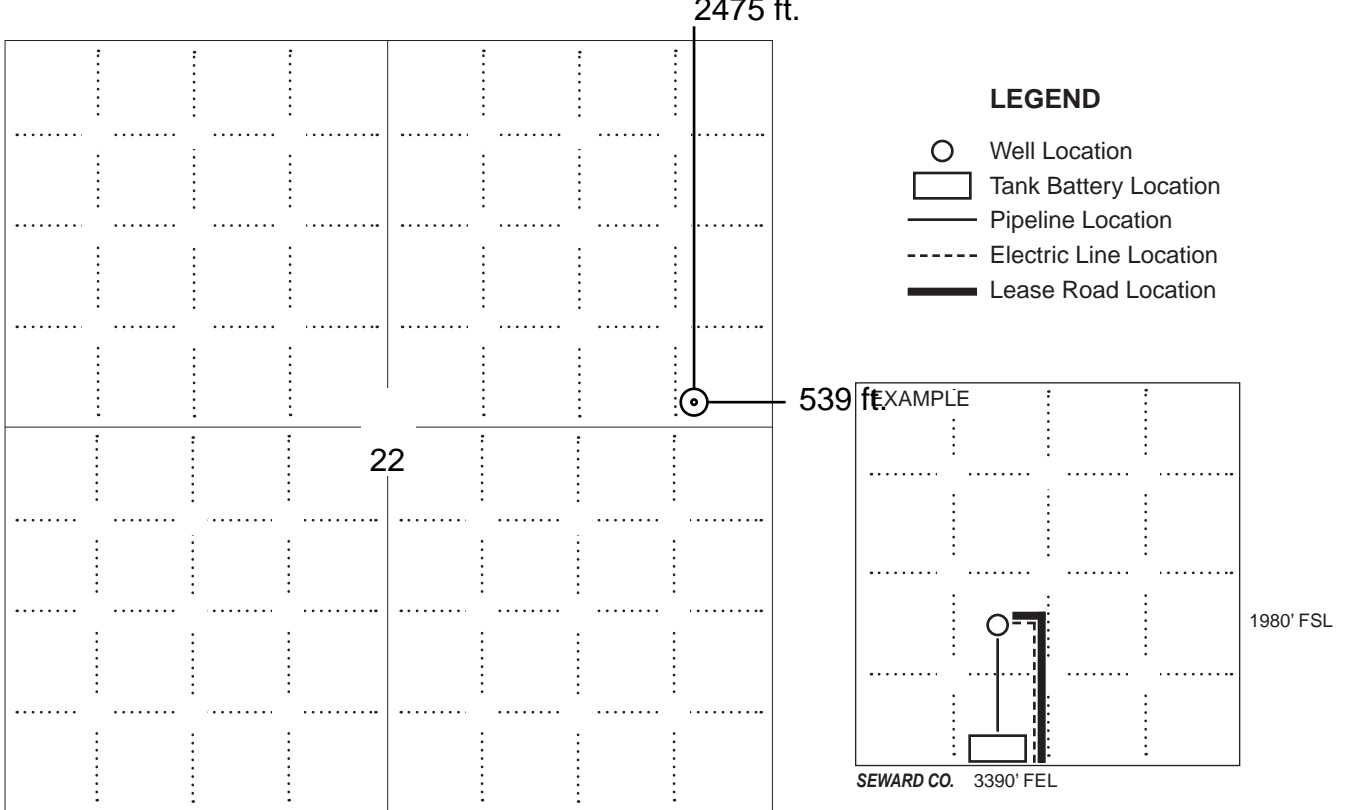 2475 ft.
LEGEND
Well Location
Tank Battery Location
Pipeline Location
Electric Line Location
Lease Road Location
539 ft.
EXAMPLE
22
1980' FSL
SEWARD CO. 3390' FEL